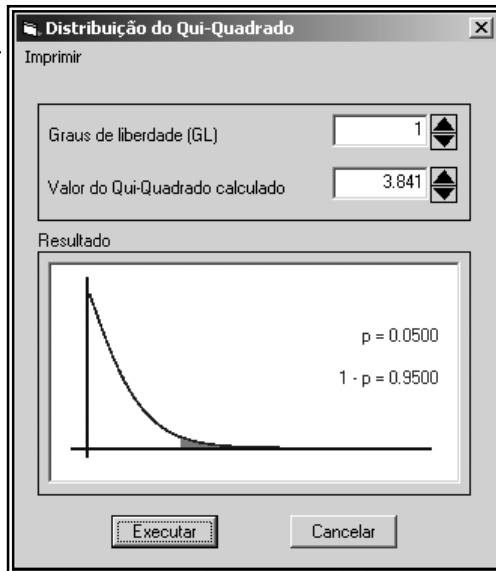 Distribuição do Qui-Quadrado
Imprimir
Graus de liberdade (GL) 1
Valor do Qui-Quadrado calculado 3.841
Resultado
p = 0.0500
1 - p = 0.9500
Executar Cancelar